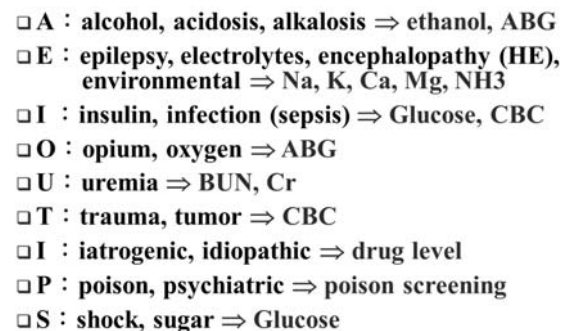 ❑ A：alcohol, acidosis, alkalosis ⇒ ethanol, ABG
❑ E：epilepsy, electrolytes, encephalopathy (HE),
environmental ⇒ Na, K, Ca, Mg, NH3
❑ I：insulin, infection (sepsis) ⇒ Glucose, CBC
❑ O：opium, oxygen ⇒ ABG
❑ U：uremia ⇒ BUN, Cr
❑ T：trauma, tumor ⇒ CBC
❑ I：iatrogenic, idiopathic ⇒ drug level
❑ P：poison, psychiatric ⇒ poison screening
❑ S：shock, sugar ⇒ Glucose